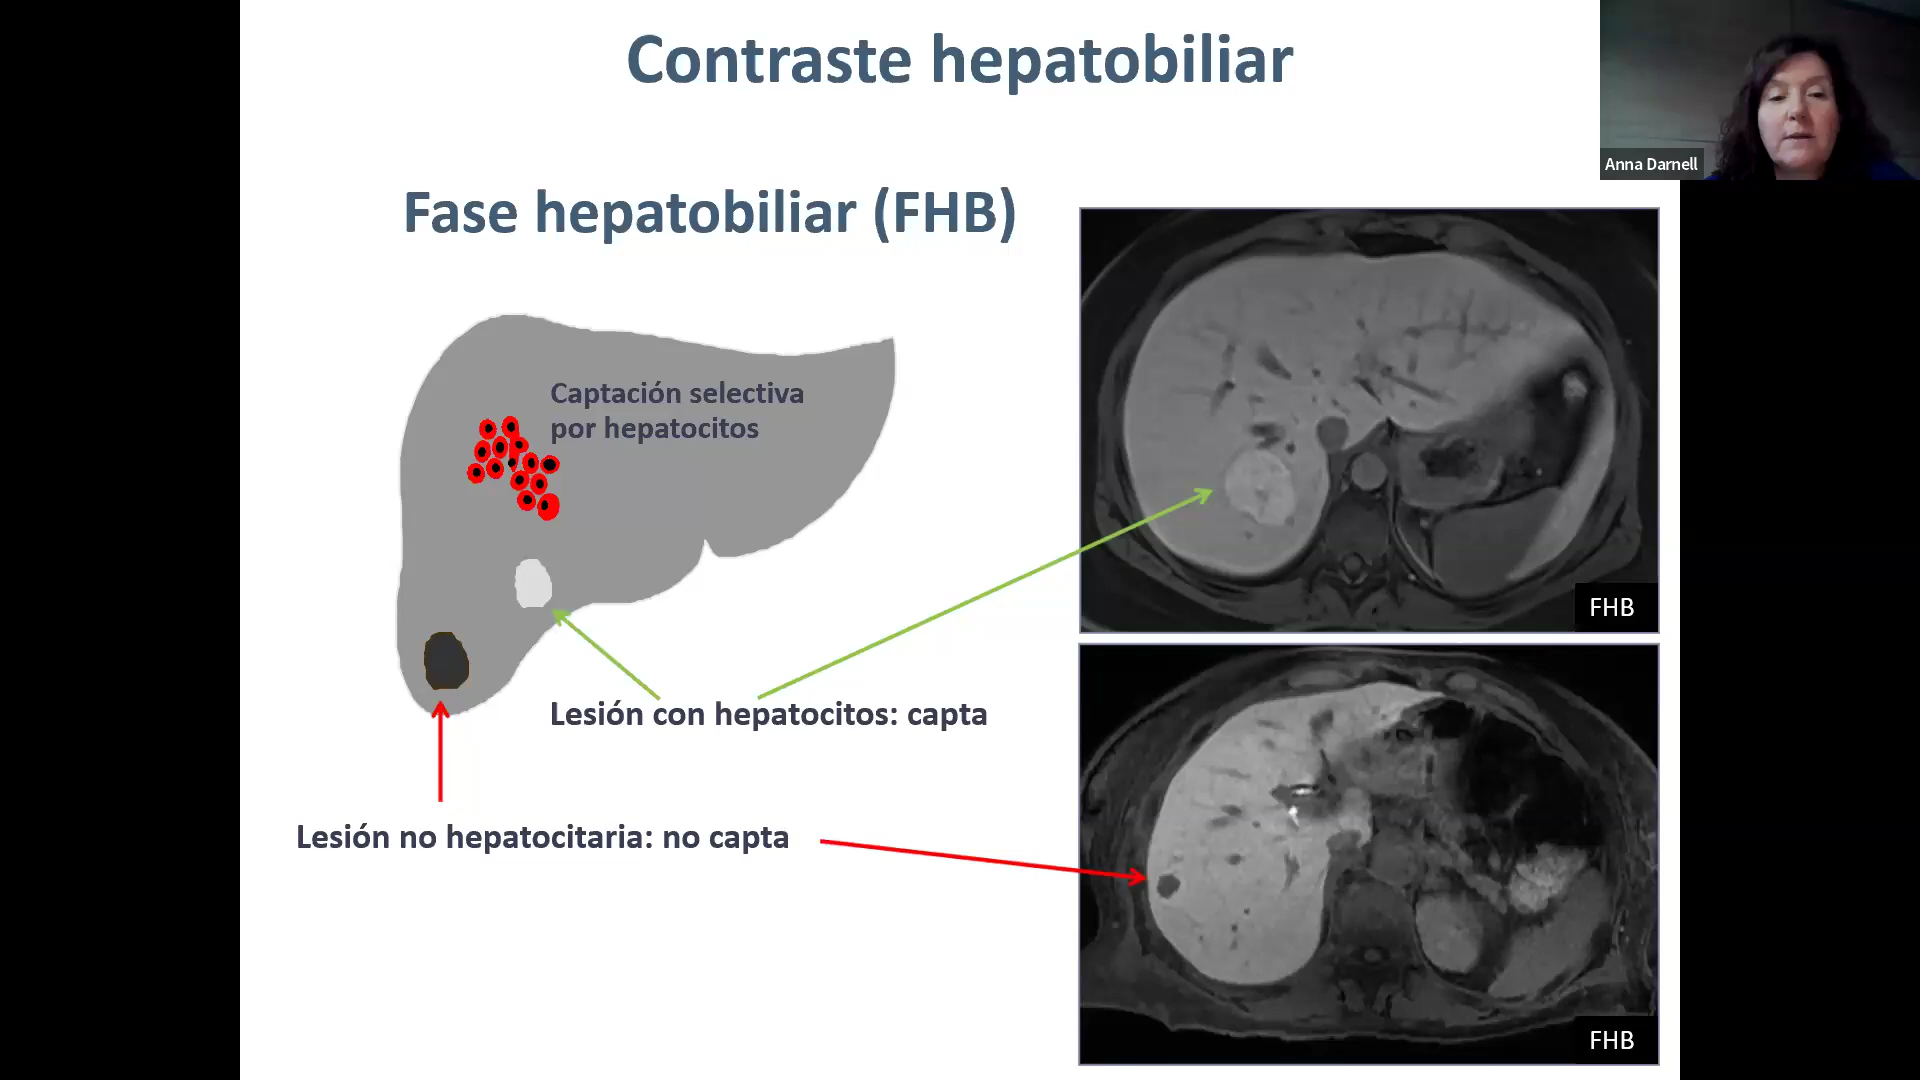 Contraste hepatobiliar
Anna Darnell
Fase hepatobiliar (FHB)
Captación selectiva
por hepatocitos
FHB
Lesión con hepatocitos: capta
Lesión no hepatocitaria: no capta
FHB